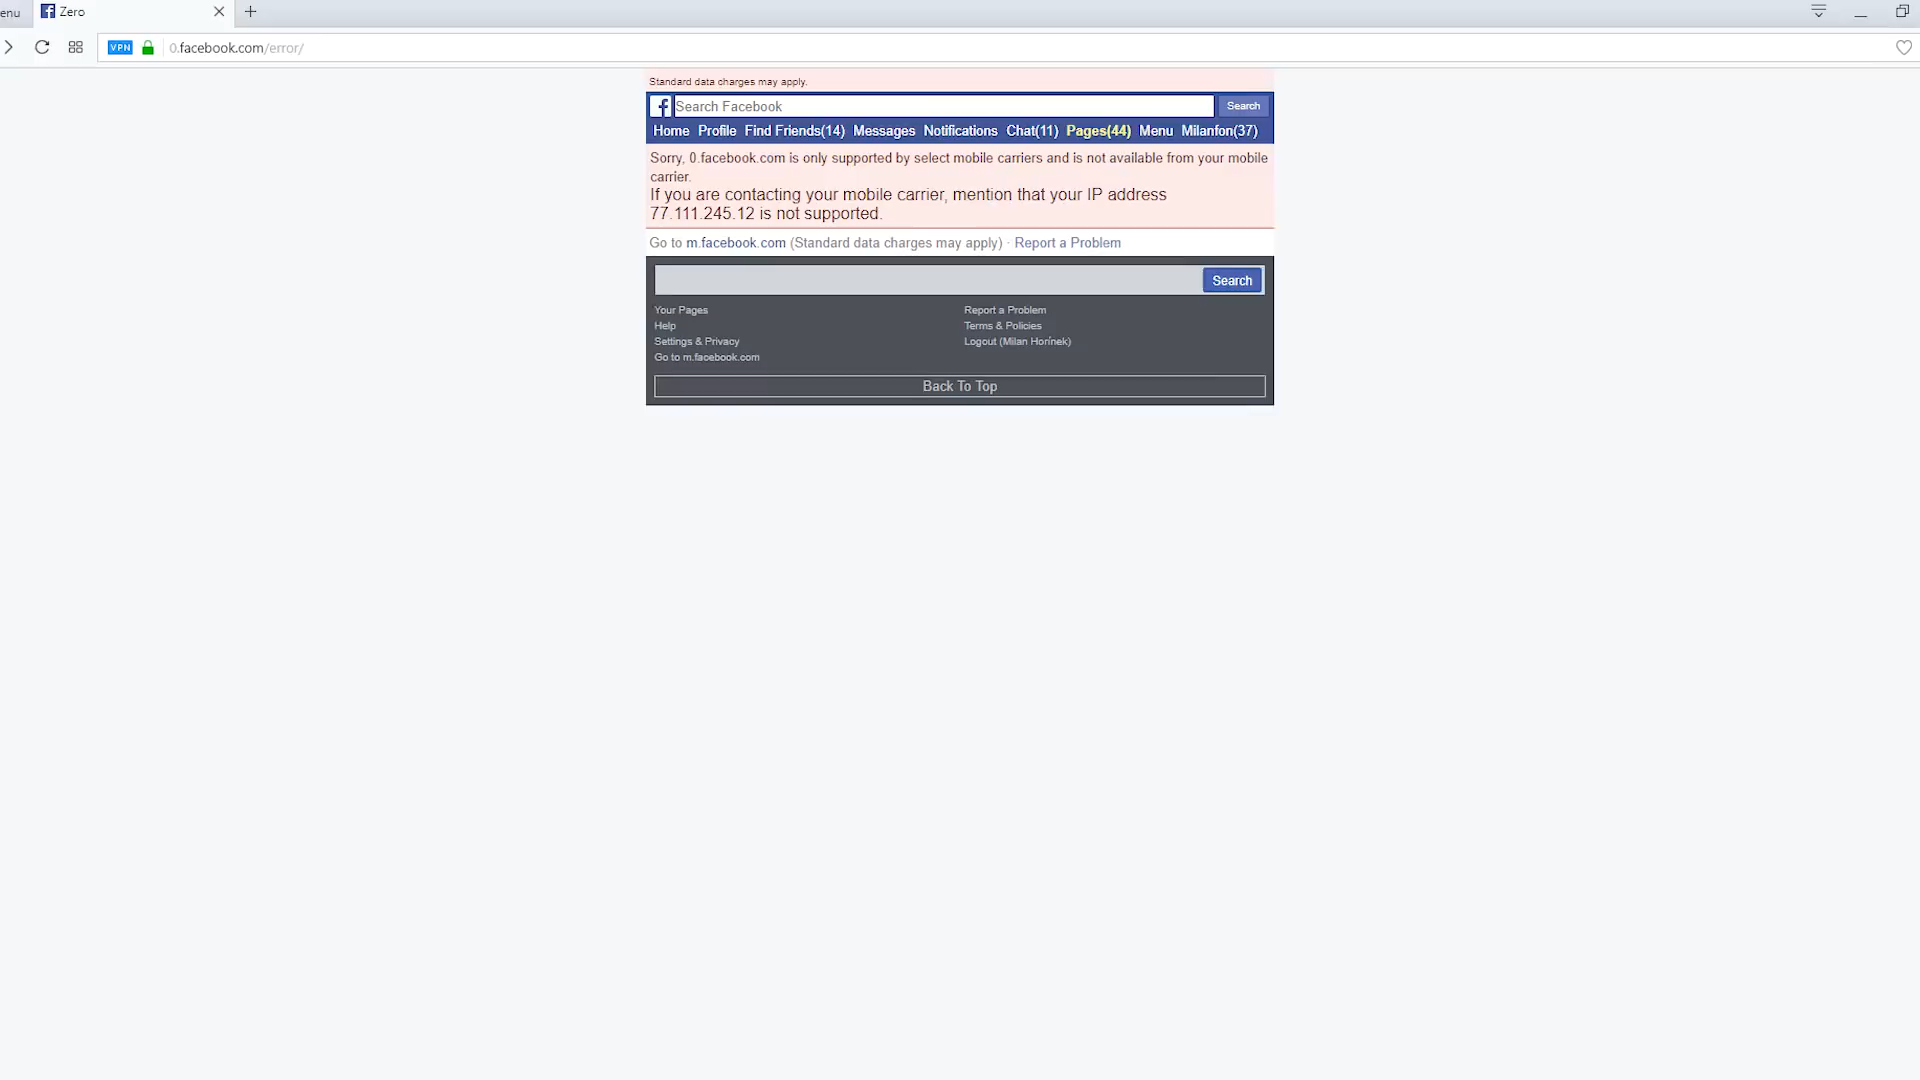 enu
Zero
VPN
0.facebook.com/error/
Standard data charges may apply.
Search Facebook
Search
Home Profile Find Friends(14) Messages Notifications Chat(11) Pages(44) Menu Milanfon(37)
Sorry, 0.facebook.com is only supported by select mobile carriers and is not available from your mobile
carrier.
If you are contacting your mobile carrier, mention that your IP address
77.111.245.12 is not supported.
Go to m.facebook.com (Standard data charges may apply) · Report a Problem
Search
Your Pages
Report a Problem
Help
Terms & Policies
Settings & Privacy
Logout (Milan Horínek)
Go to m.facebook.com
Back To Top